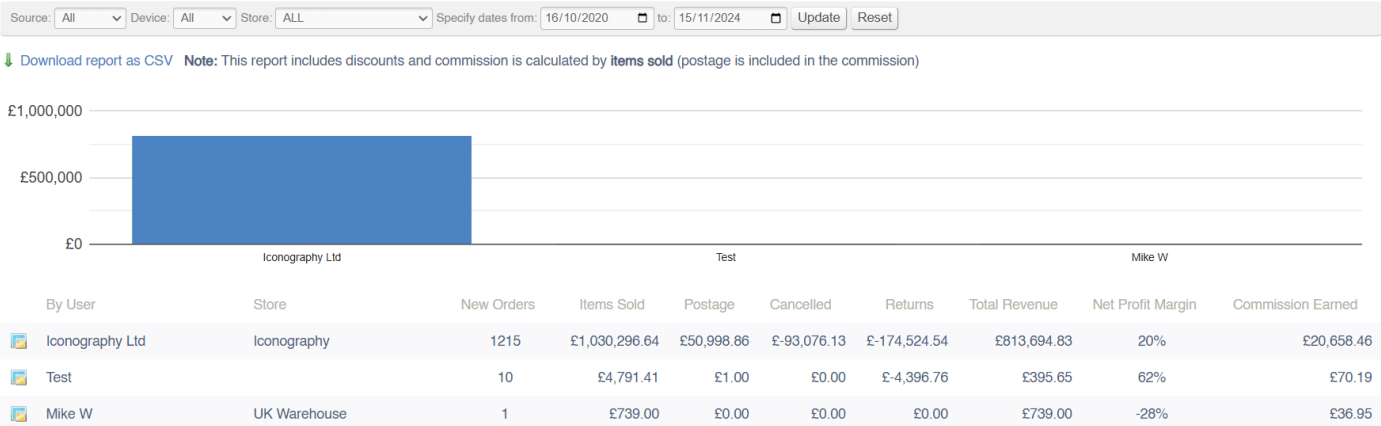 Source: All Device: All Store: ALL Specify dates from: 16/10/2020 to: 15/11/2024 Update Reset
Download report as CSV Note: This report includes discounts and commission is calculated by items sold (postage is included in the commission)
£1,000,000
£500,000
£0
Iconography Ltd Test Mike W
By User Store New Orders Items Sold Postage Cancelled Returns Total Revenue Net Profit Margin Commission Earned
Iconography Ltd Iconography 1215 £1,030,296.64 £50,998.86 £-93,076.13 £-174,524.54 £813,694.83 20% £20,658.46
Test 10 £4,791.41 £1.00 £0.00 £-4,396.76 £395.65 62% £70.19
Mike W UK Warehouse 1 £739.00 £0.00 £0.00 £0.00 £739.00 -28% £36.95